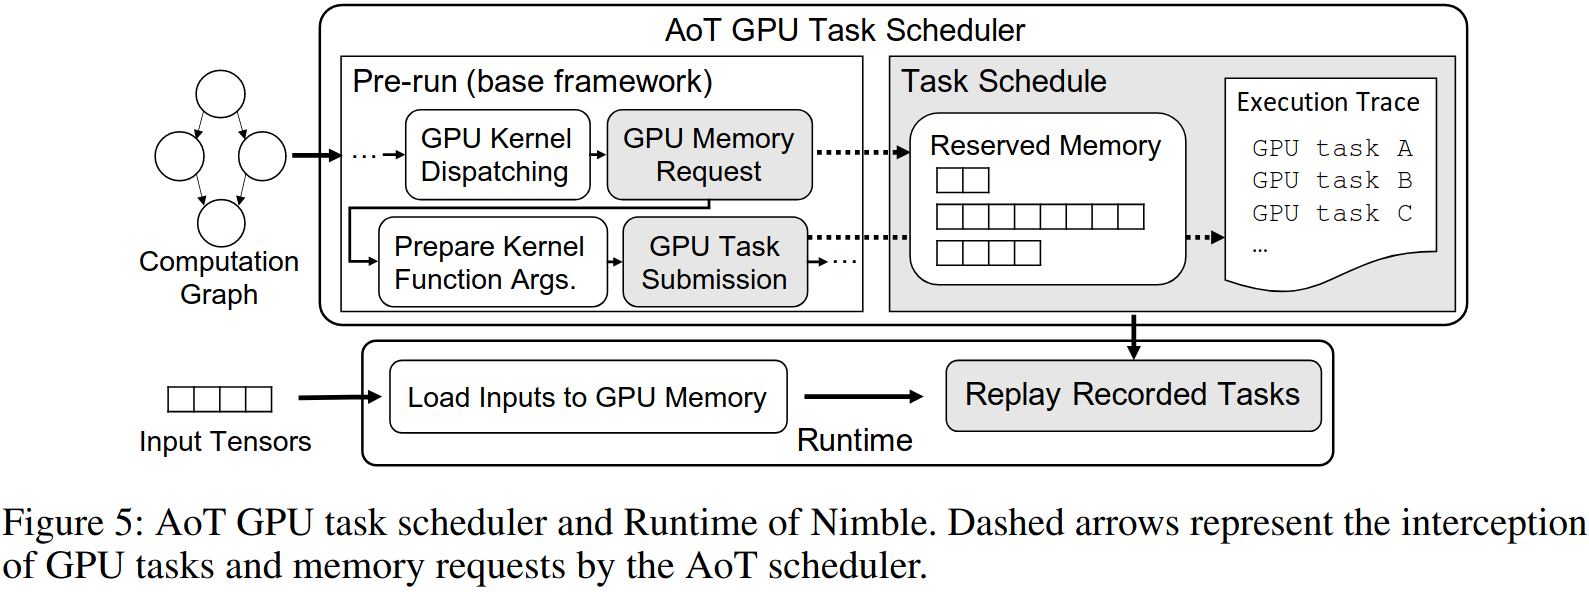 AoT GPU Task Scheduler
Pre-run (base framework)
...
GPU Kernel
Dispatching
GPU Memory
Request
Prepare Kernel
Function Args.
GPU Task
Submission
...
Task Schedule
Reserved Memory
Execution Trace
GPU task A
GPU task B
GPU task C
...
Computation
Graph
Input Tensors
Load Inputs to GPU Memory
Runtime
Replay Recorded Tasks
Figure 5: AoT GPU task scheduler and Runtime of Nimble. Dashed arrows represent the interception
of GPU tasks and memory requests by the AoT scheduler.